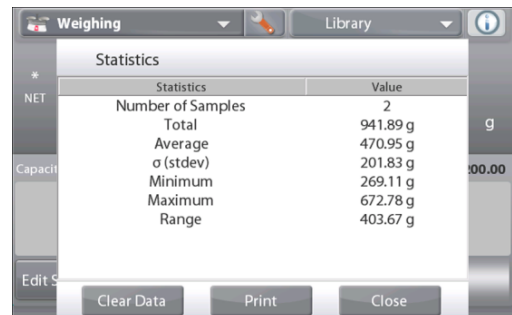 Weighing Library
Statistics
*
NET
Statistics Value
Number of Samples 2
Total 941.89 g
g
Average 470.95 g
σ (stdev) 201.83 g
Capacit 200.00
Minimum 269.11 g
Maximum 672.78 g
Range 403.67 g
Edit S
Clear Data Print Close